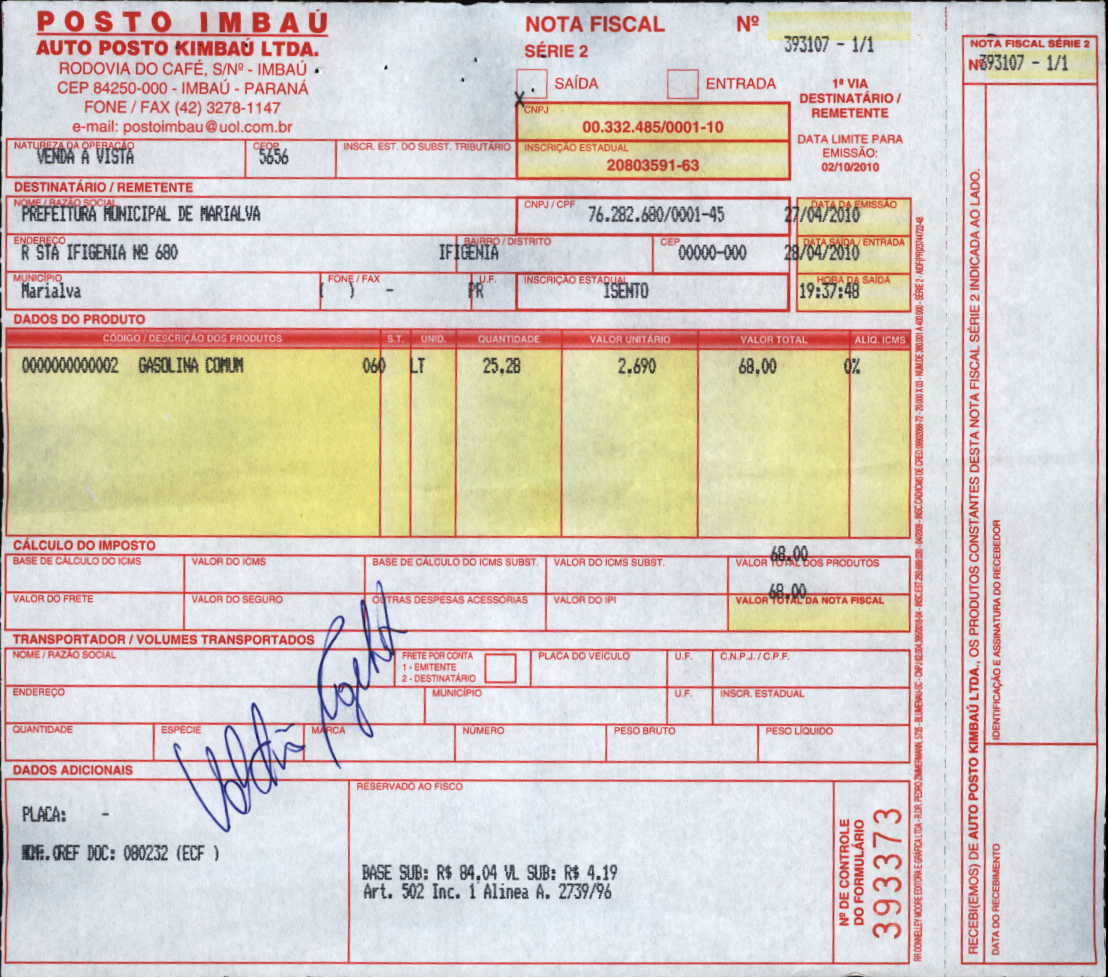 POSTO IMBAÚ
AUTO POSTO KIMBAÚ LTDA.
RODOVIA DO CAFÉ, S/Nº - IMBAÚ
CEP 84250-000 - IMBAÚ - PARANÁ
FONE / FAX (42) 3278-1147
e-mail: postoimbau@uol.com.br
NOTA FISCAL Nº
SÉRIE 2
393107 - 1/1
SAÍDA ENTRADA
X
CNPJ
00.332.485/0001-10
1ª VIA
DESTINATÁRIO /
REMETENTE
DATA LIMITE PARA
EMISSÃO:
02/10/2010
NATUREZA DA OPERAÇÃO CFOP INSCR. EST. DO SUBST. TRIBUTÁRIO INSCRIÇÃO ESTADUAL
VENDA A VISTA 5656 20803591-63
DESTINATÁRIO / REMETENTE
NOME / RAZÃO SOCIAL CNPJ / CPF DATA DA EMISSÃO
PREFEITURA MUNICIPAL DE MARIALVA 76.282.680/0001-45 27/04/2010
ENDEREÇO BAIRRO / DISTRITO CEP DATA SAÍDA / ENTRADA
R STA IFIGENIA Nº 680 IFIGENIA 00000-000 28/04/2010
MUNICÍPIO FONE / FAX U.F. INSCRIÇÃO ESTADUAL HORA DA SAÍDA
Marialva ( ) - PR ISENTO 19:37:48
DADOS DO PRODUTO
CÓDIGO / DESCRIÇÃO DOS PRODUTOS S.T. UNID. QUANTIDADE VALOR UNITÁRIO VALOR TOTAL ALÍQ. ICMS
0000000000002 GASOLINA COMUM 060 LT 25,28 2,690 68,00 0%
CÁLCULO DO IMPOSTO
BASE DE CÁLCULO DO ICMS VALOR DO ICMS BASE DE CÁLCULO DO ICMS SUBST. VALOR DO ICMS SUBST. VALOR TOTAL DOS PRODUTOS
68,00
VALOR DO FRETE VALOR DO SEGURO OUTRAS DESPESAS ACESSÓRIAS VALOR DO IPI VALOR TOTAL DA NOTA FISCAL
68,00
TRANSPORTADOR / VOLUMES TRANSPORTADOS
NOME / RAZÃO SOCIAL FRETE POR CONTA PLACA DO VEÍCULO U.F. C.N.P.J. / C.P.F.
1 - EMITENTE
2 - DESTINATÁRIO
ENDEREÇO MUNICÍPIO U.F. INSCR. ESTADUAL
QUANTIDADE ESPÉCIE MARCA NÚMERO PESO BRUTO PESO LÍQUIDO
DADOS ADICIONAIS
PLACA: -
REF DOC: 080232 (ECF )
RESERVADO AO FISCO
BASE SUB: R$ 84,04 VL SUB: R$ 4.19
Art. 502 Inc. 1 Alinea A. 2739/96
Nº DE CONTROLE
DO FORMULÁRIO
393373
NOTA FISCAL SÉRIE 2
Nº 393107 - 1/1
RECEBI(EMOS) DE AUTO POSTO KIMBAÚ LTDA., OS PRODUTOS CONSTANTES DESTA NOTA FISCAL SÉRIE 2 INDICADA AO LADO.
DATA DO RECEBIMENTO
IDENTIFICAÇÃO E ASSINATURA DO RECEBEDOR